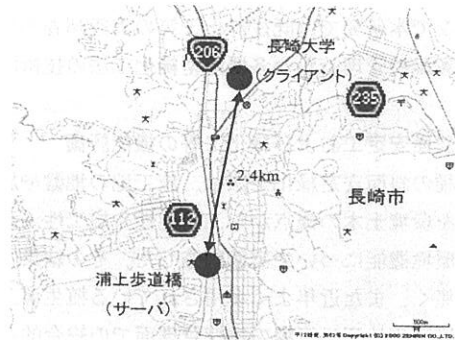 206
長崎大学
(クライアント)
235
2.4km
長崎市
112
浦上歩道橋
(サーバ)
500m